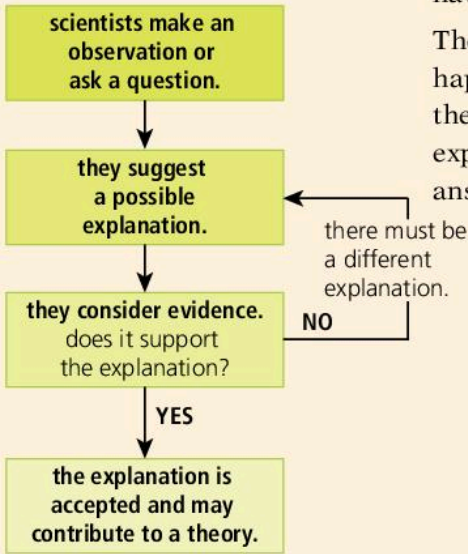 scientists make an
observation or
ask a question.
they suggest
a possible
explanation.
there must be
a different
explanation.
they consider evidence.
does it support
the explanation?
NO
YES
the explanation is
accepted and may
contribute to a theory.